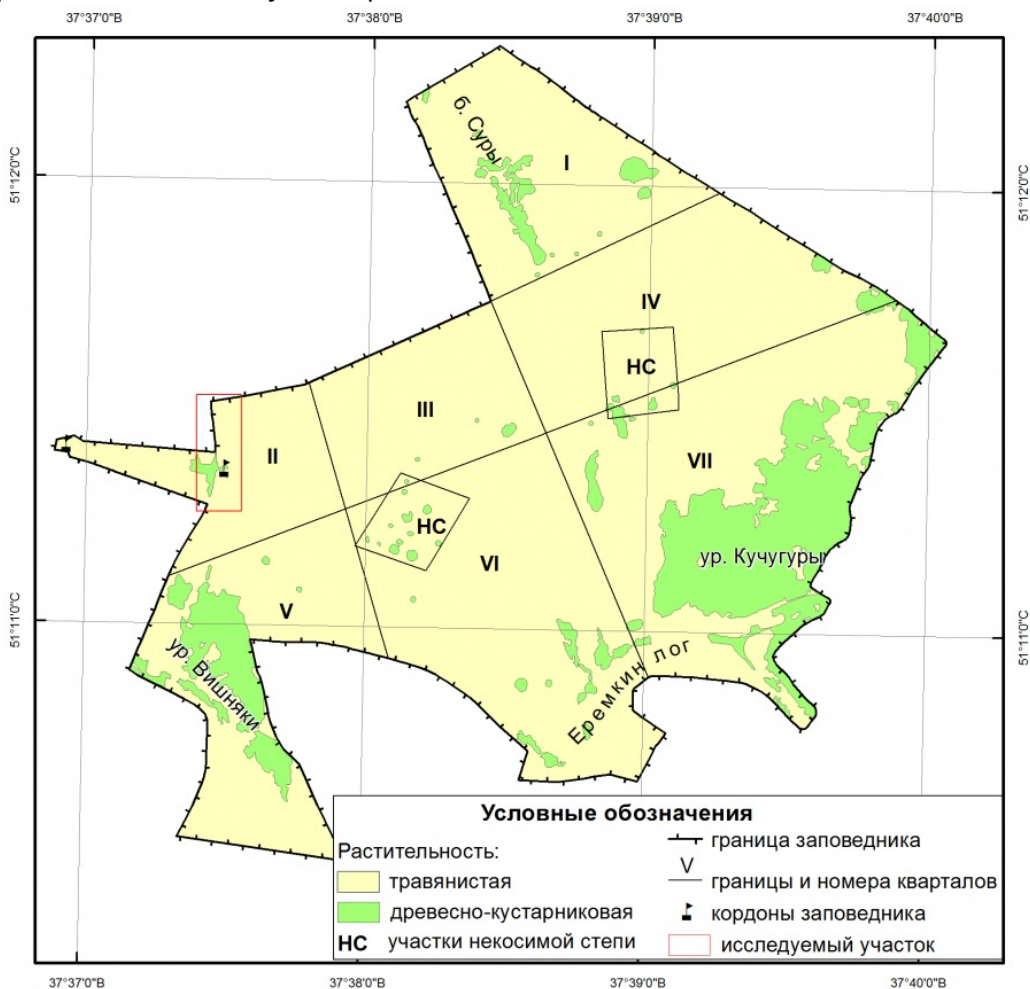 37°37'0"В
37°38'0"В
37°39'0"В
37°40'0"В
51°12'0"С
51°12'0"С
б. Суры
I
IV
НС
III
II
VII
НС
ур. Кучугуры
VI
51°11'0"С
51°11'0"С
V
ур. Вишняки
Еремкин лог
Условные обозначения
Растительность:
травянистая
древесно-кустарниковая
НС участки некосимой степи
граница заповедника
V
границы и номера кварталов
кордоны заповедника
исследуемый участок
37°37'0"В
37°38'0"В
37°39'0"В
37°40'0"В